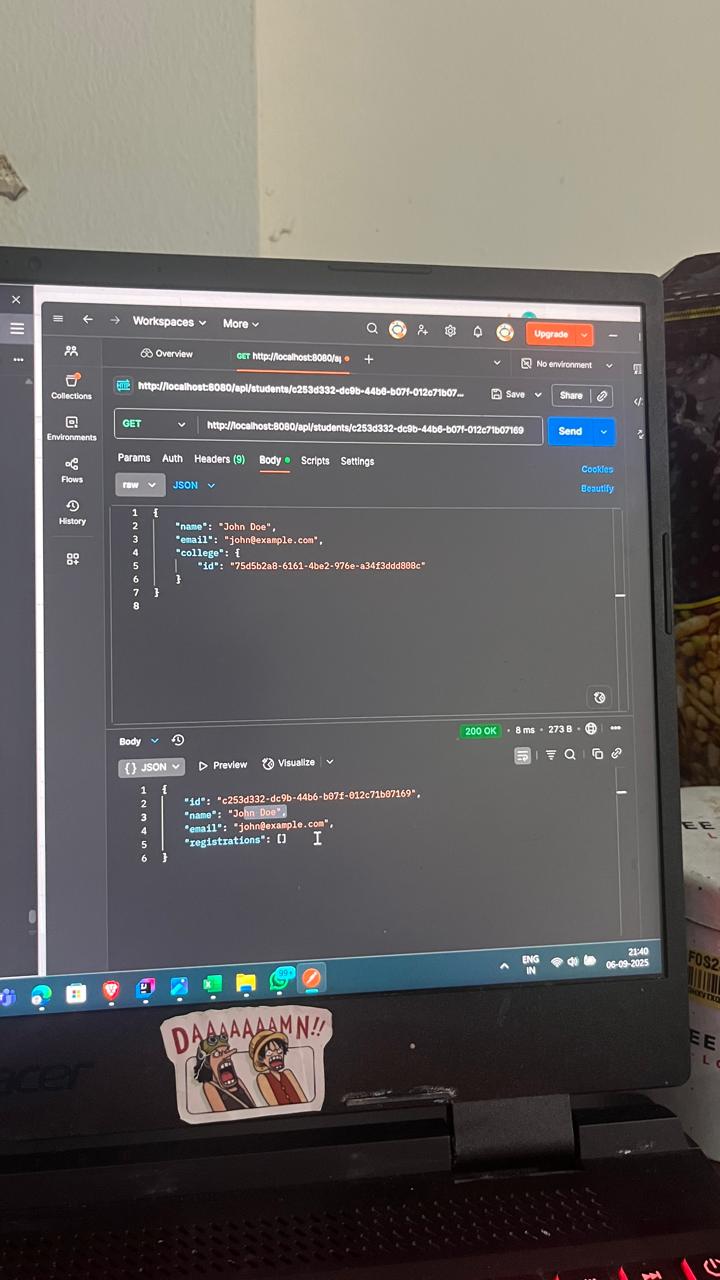 Workspaces
More
Upgrade
Overview
GET http://localhost:8080/a
No environment
Collections
Environments
Flows
History
HTTP
http://localhost:8080/api/students/c253d332-dc9b-44b6-b07f-012c71b07...
Save
Share
GET
http://localhost:8080/api/students/c253d332-dc9b-44b6-b07f-012c71b07169
Send
Params Auth Headers (9) Body Scripts Settings
Cookies
raw
JSON
Beautify
1 {
2 "name": "John Doe",
3 "email": "john@example.com",
4 "college": {
5 "id": "75d5b2a8-6161-4be2-976e-a34f3ddd808c"
6 }
7 }
8
Body
200 OK • 8 ms • 273 B
{} JSON
Preview
Visualize
1 {
2 "id": "c253d332-dc9b-44b6-b07f-012c71b07169",
3 "name": "John Doe",
4 "email": "john@example.com",
5 "registrations": []
6 }
99+
ENG
IN
21:40
06-09-2025
DAAAAAAAMN!!
acer